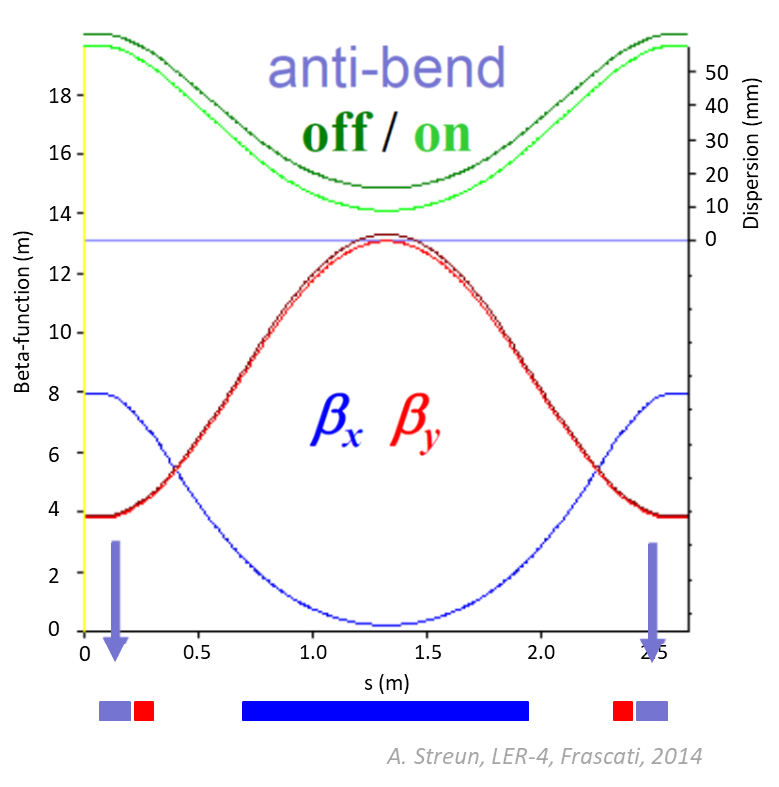 anti-bend
off / on
18
16
14
12
10
8
6
4
2
0
Beta-function (m)
50
40
30
20
10
0
Dispersion (mm)
βx βy
0 0.5 1.0 1.5 2.0 2.5
s (m)
A. Streun, LER-4, Frascati, 2014